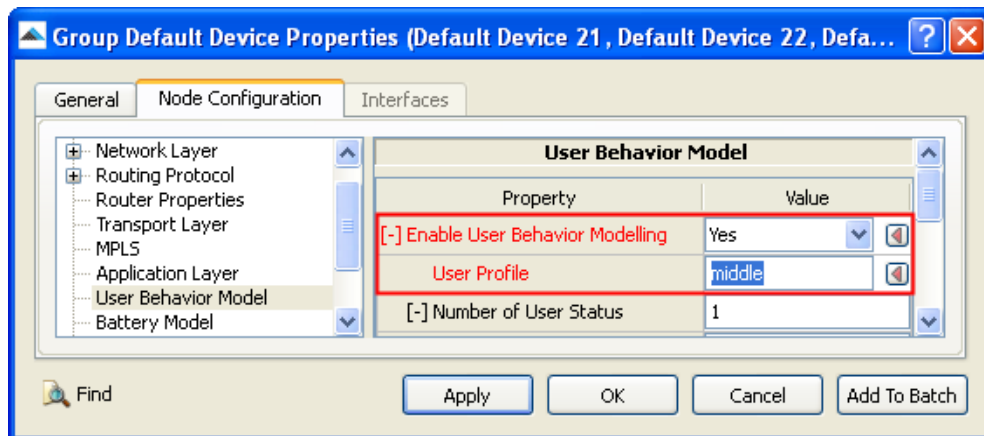 Group Default Device Properties (Default Device 21, Default Device 22, Defa...
General Node Configuration Interfaces
Network Layer
Routing Protocol
Router Properties
Transport Layer
MPLS
Application Layer
User Behavior Model
Battery Model
User Behavior Model
Property Value
[-] Enable User Behavior Modelling Yes
User Profile middle
[-] Number of User Status 1
Find Apply OK Cancel Add To Batch